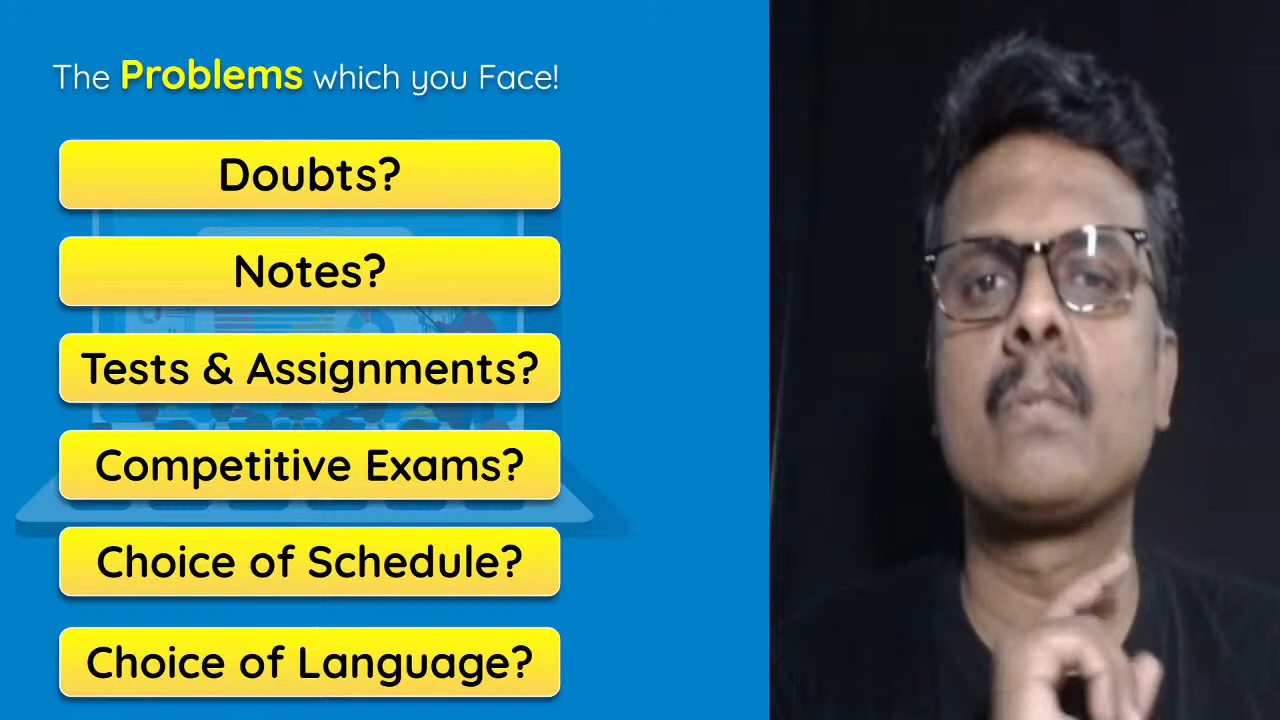 The Problems which you Face!
Doubts?
Notes?
Tests & Assignments?
Competitive Exams?
Choice of Schedule?
Choice of Language?